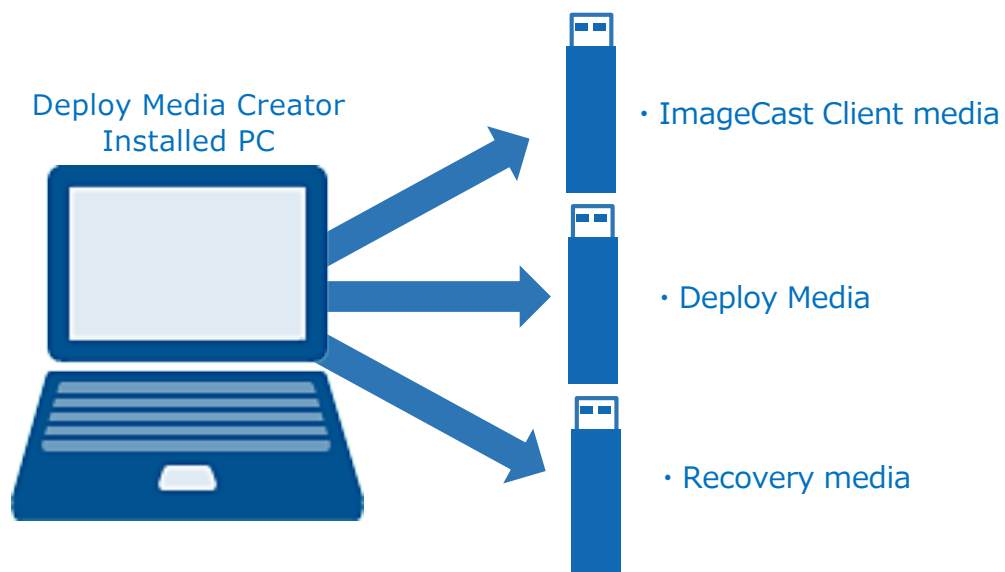 Deploy Media Creator
Installed PC
・ImageCast Client media
・Deploy Media
・Recovery media